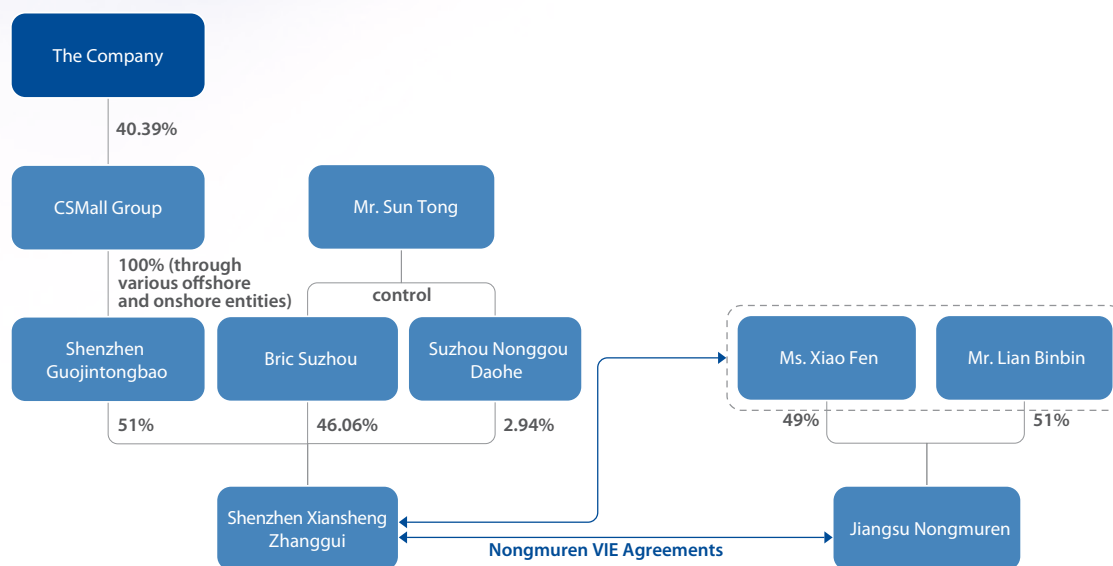 The Company
40.39%
CSMall Group
Mr. Sun Tong
100% (through
various offshore
and onshore entities)
control
Shenzhen
Guojintongbao
Bric Suzhou
Suzhou Nonggou
Daohe
Ms. Xiao Fen
Mr. Lian Binbin
51%
46.06%
2.94%
49%
51%
Shenzhen Xiansheng
Zhanggui
Nongmuren VIE Agreements
Jiangsu Nongmuren